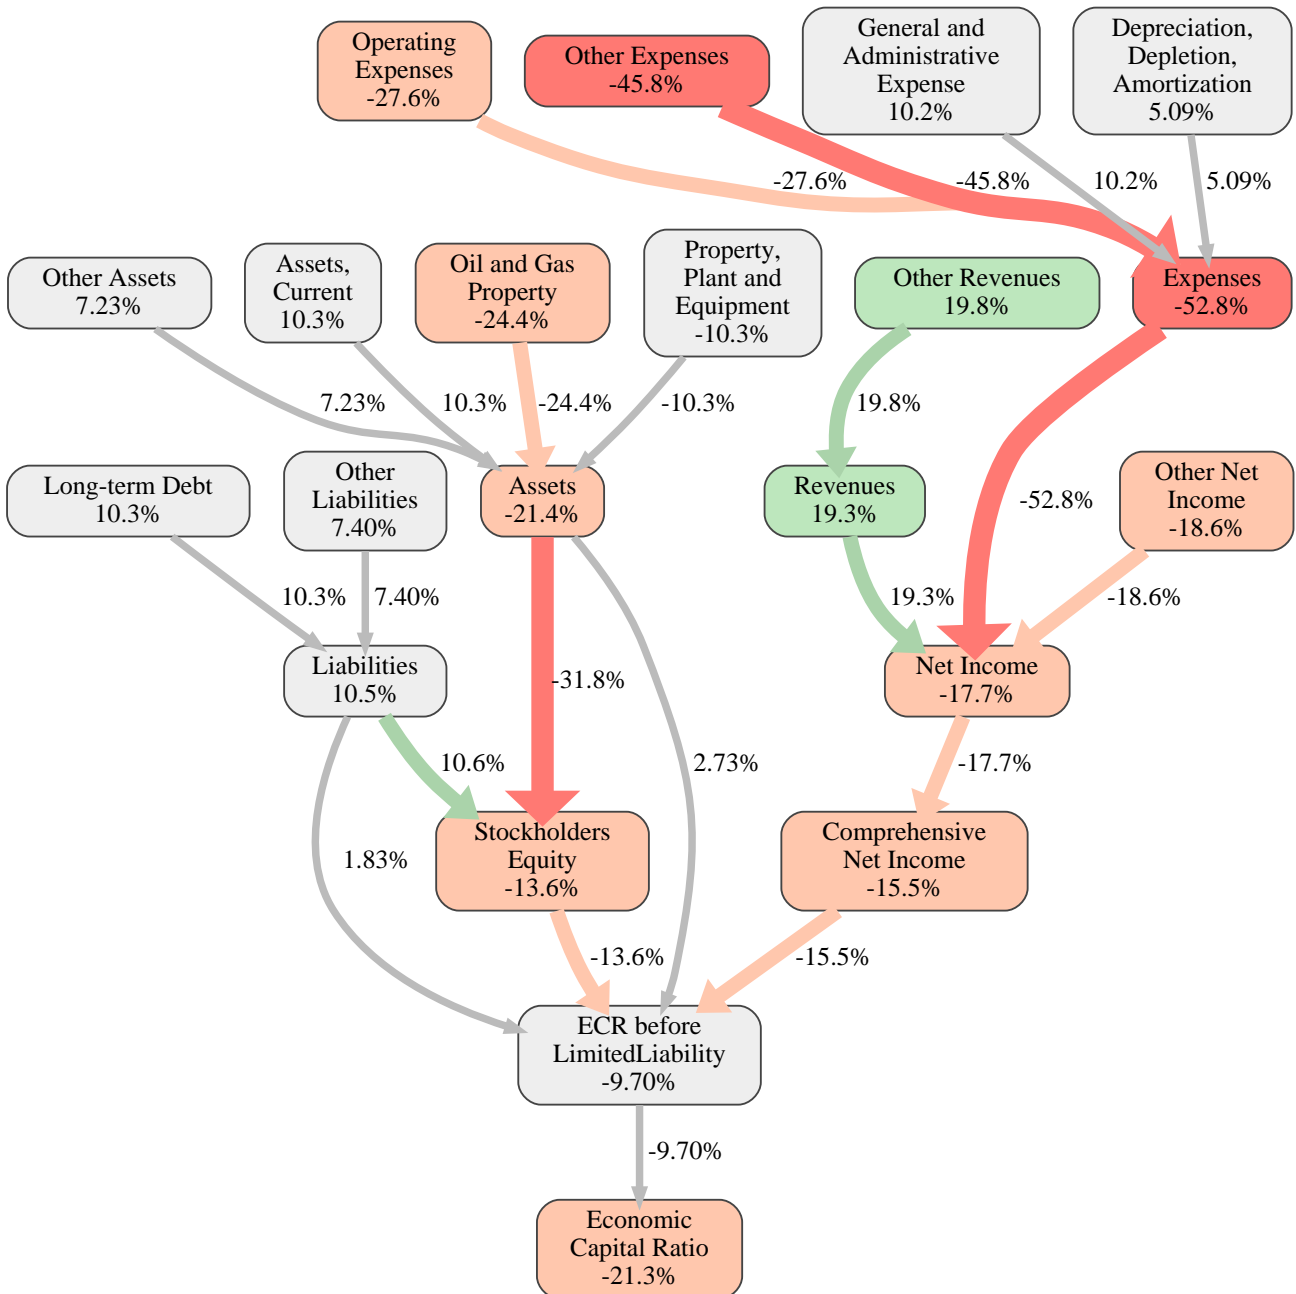 Operating
Expenses
-27.6%
Other Expenses
-45.8%
General and
Administrative
Expense
10.2%
Depreciation,
Depletion,
Amortization
5.09%
-27.6%
-45.8%
10.2%
5.09%
Other Assets
7.23%
Assets,
Current
10.3%
Oil and Gas
Property
-24.4%
Property,
Plant and
Equipment
-10.3%
Other Revenues
19.8%
Expenses
-52.8%
7.23%
10.3%
-24.4%
-10.3%
19.8%
-52.8%
Long-term Debt
10.3%
Other
Liabilities
7.40%
Assets
-21.4%
Revenues
19.3%
Other Net
Income
-18.6%
10.3%
7.40%
19.3%
-18.6%
Liabilities
10.5%
-31.8%
Net Income
-17.7%
10.6%
2.73%
-17.7%
1.83%
Stockholders
Equity
-13.6%
Comprehensive
Net Income
-15.5%
-13.6%
-15.5%
ECR before
LimitedLiability
-9.70%
-9.70%
Economic
Capital Ratio
-21.3%